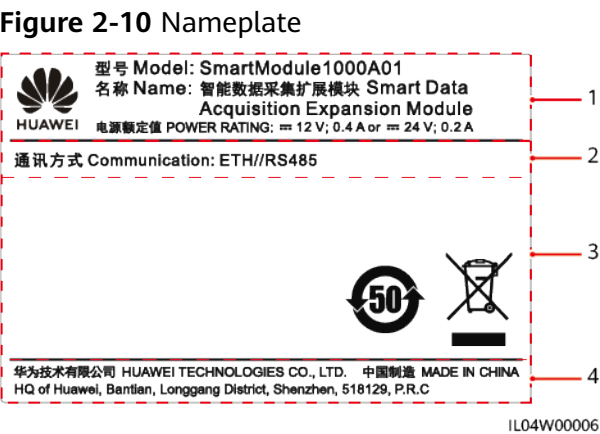 Figure 2-10 Nameplate
型号 Model: SmartModule1000A01
名称 Name: 智能数据采集扩展模块 Smart Data
Acquisition Expansion Module
HUAWEI
电源额定值 POWER RATING: ⎓ 12 V; 0.4 A or ⎓ 24 V; 0.2 A
1
通讯方式 Communication: ETH//RS485
2
3
50
华为技术有限公司 HUAWEI TECHNOLOGIES CO., LTD. 中国制造 MADE IN CHINA
HQ of Huawei, Bantian, Longgang District, Shenzhen, 518129, P.R.C
4
IL04W00006